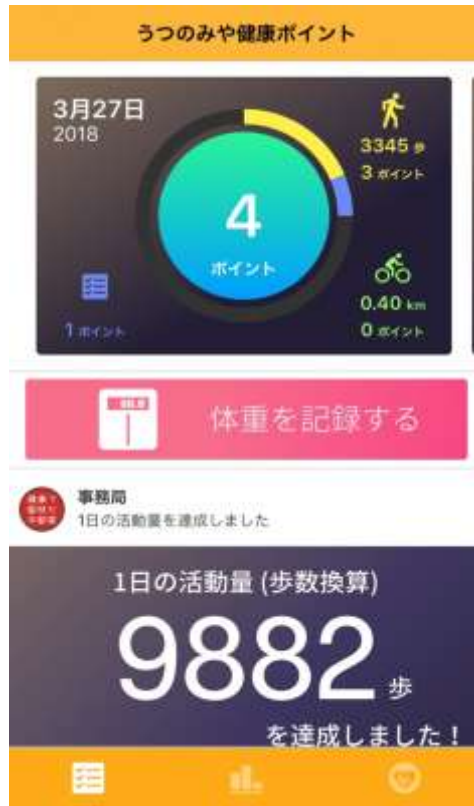 うつのみや健康ポイント
3月27日
2018
3345 歩
3 ポイント
4
ポイント
0.40 km
0 ポイント
1 ポイント
体重を記録する
事務局
1日の活動量を達成しました
1日の活動量 (歩数換算)
9882 歩
を達成しました！